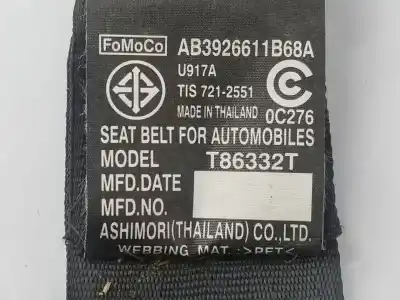 FoMoCo AB3926611B68A
U917A
TIS 721-2551
MADE IN THAILAND 0C276
SEAT BELT FOR AUTOMOBILES
MODEL T86332T
MFD.DATE
MFD.NO.
ASHIMORI(THAILAND) CO.,LTD.
WEBBING MAT. :>PET<